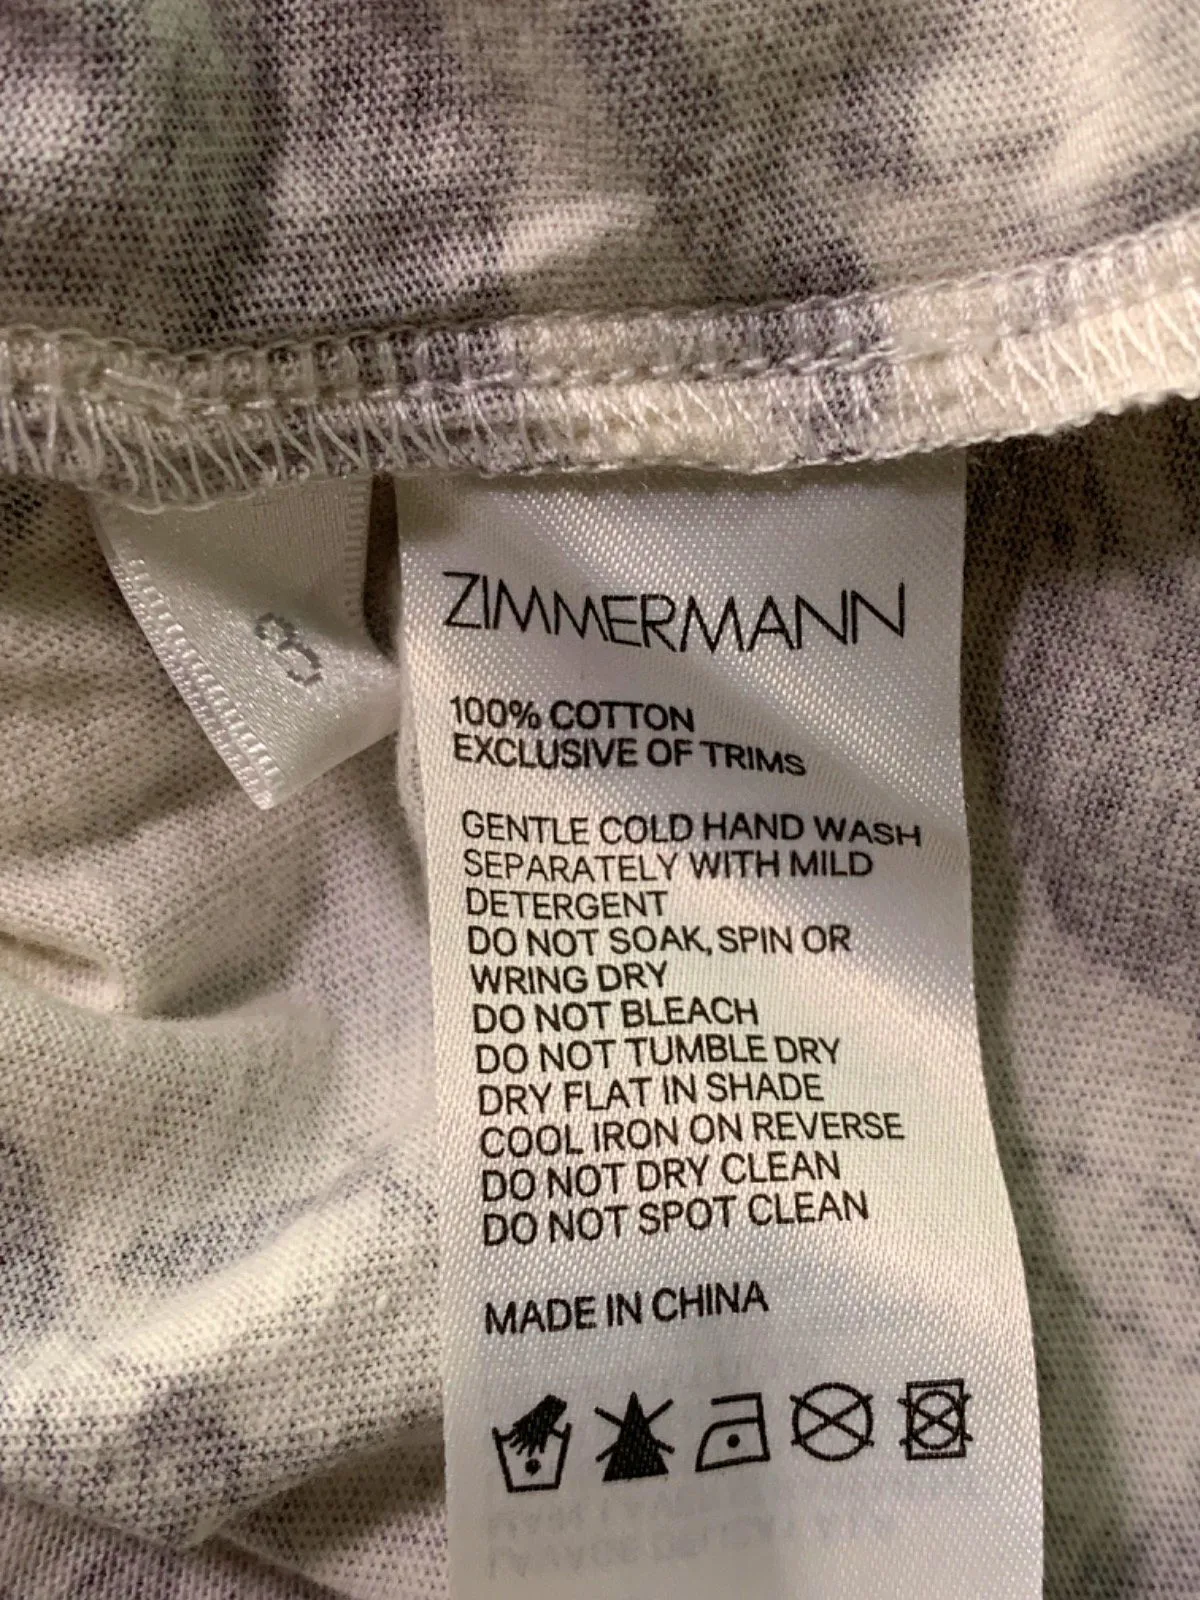 ZIMMERMANN
100% COTTON
EXCLUSIVE OF TRIMS
GENTLE COLD HAND WASH
SEPARATELY WITH MILD
DETERGENT
DO NOT SOAK, SPIN OR
WRING DRY
DO NOT BLEACH
DO NOT TUMBLE DRY
DRY FLAT IN SHADE
COOL IRON ON REVERSE
DO NOT DRY CLEAN
DO NOT SPOT CLEAN
MADE IN CHINA